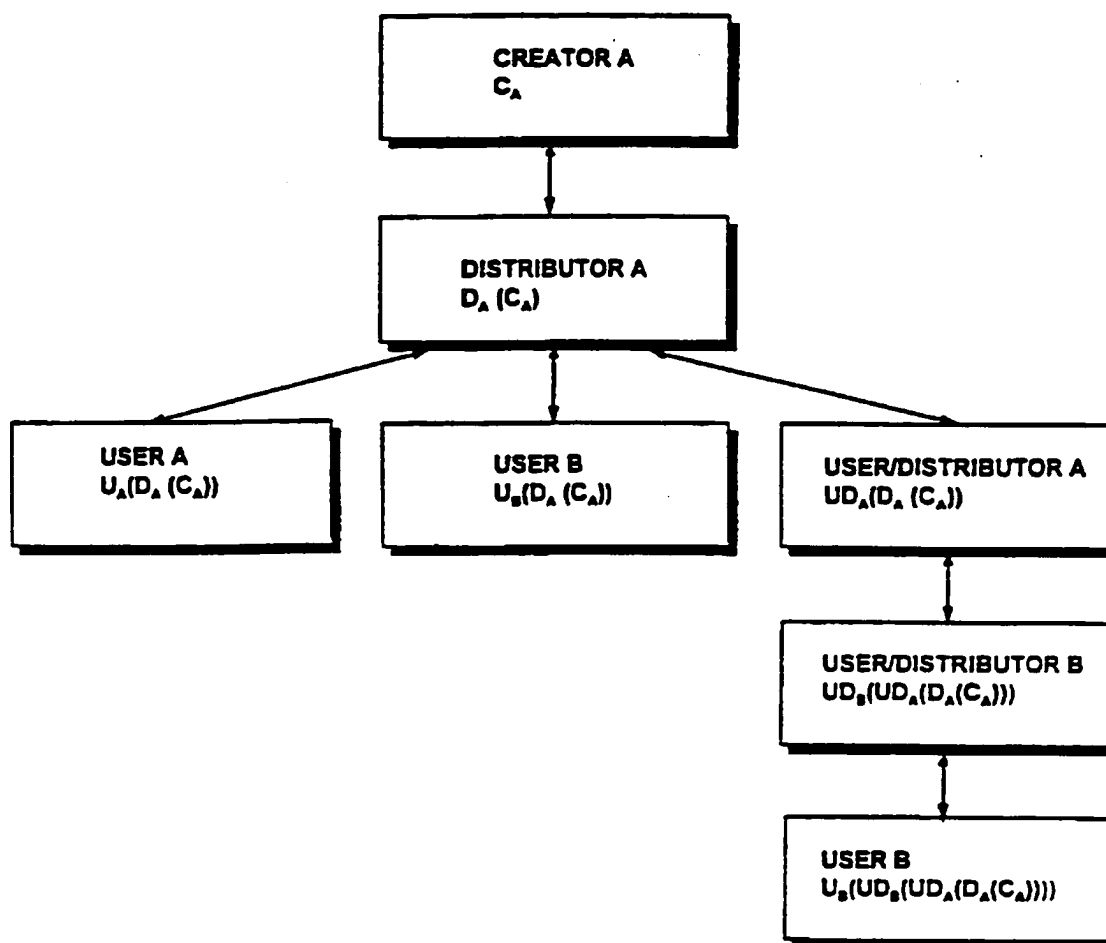 CREATOR A
C_A
DISTRIBUTOR A
D_A (C_A)
USER A
U_A(D_A (C_A))
USER B
U_B(D_A (C_A))
USER/DISTRIBUTOR A
UD_A(D_A (C_A))
USER/DISTRIBUTOR B
UD_B(UD_A(D_A(C_A)))
USER B
U_B(UD_B(UD_A(D_A(C_A))))